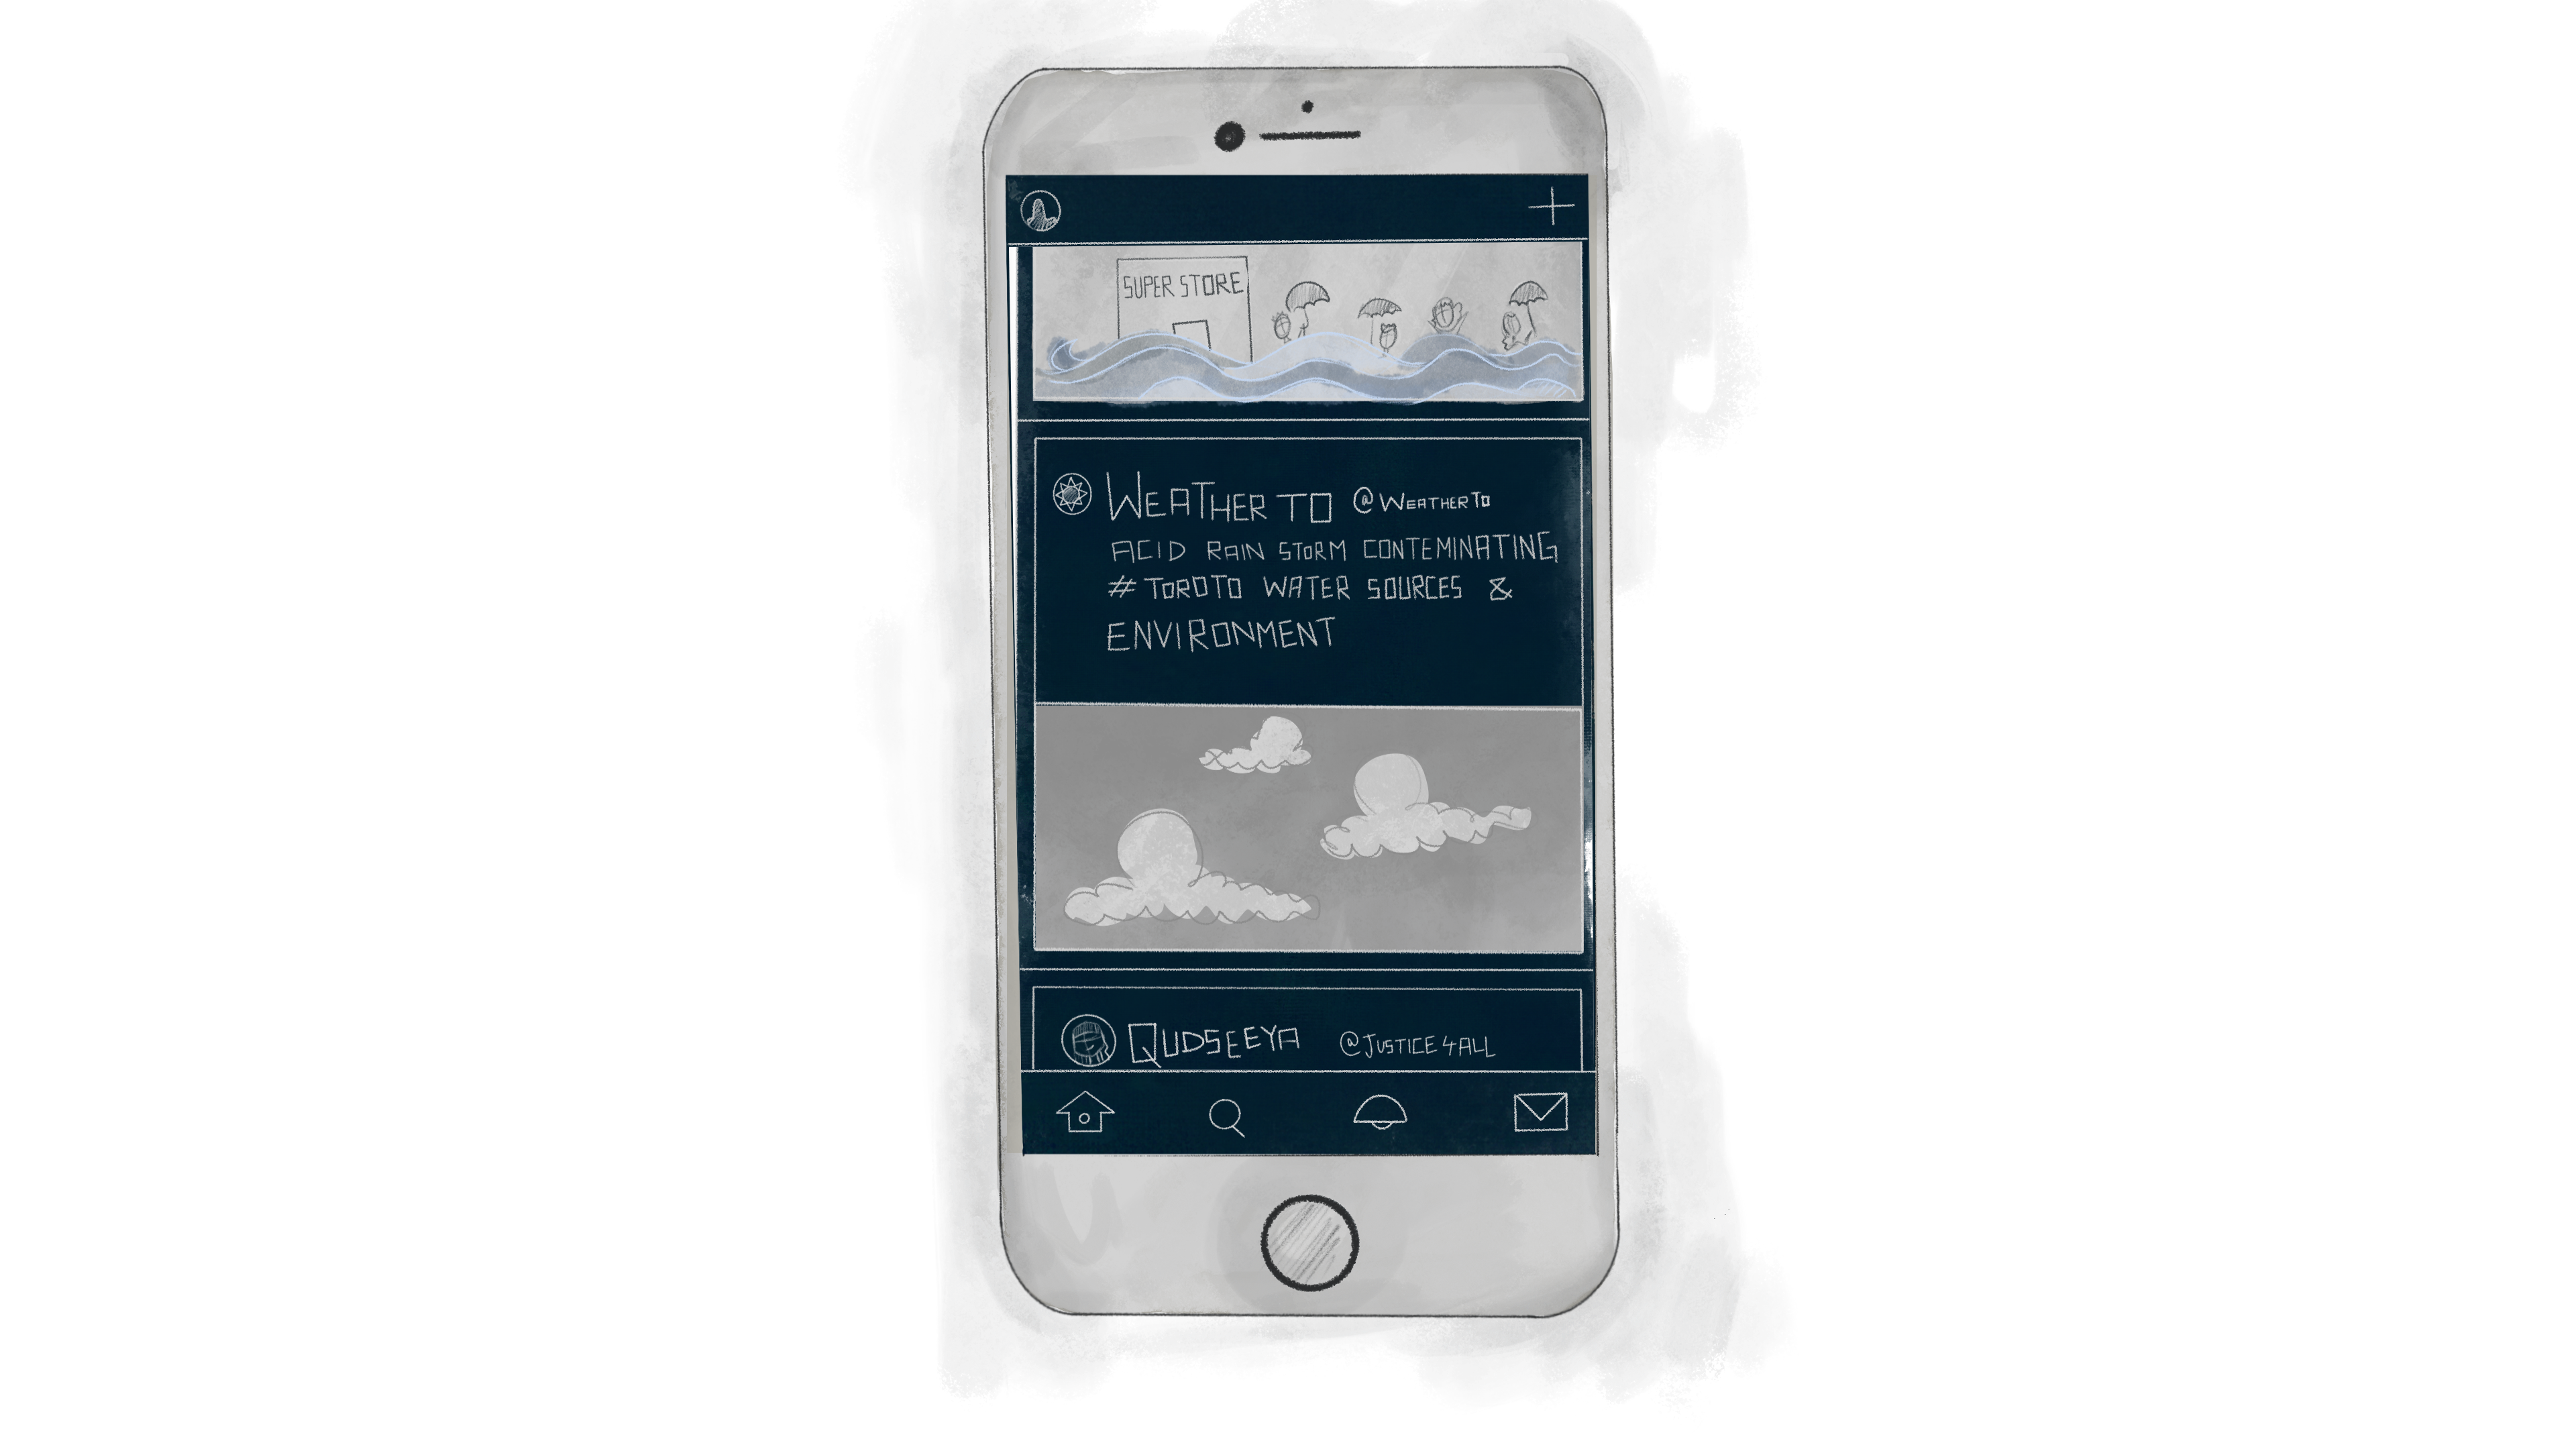 SUPER STORE
WEATHER TO @WEATHERTO
ACID RAIN STORM CONTEMINATING
# TOROTO WATER SOURCES &
ENVIRONMENT
QUDSEEYA @JUSTICE4ALL